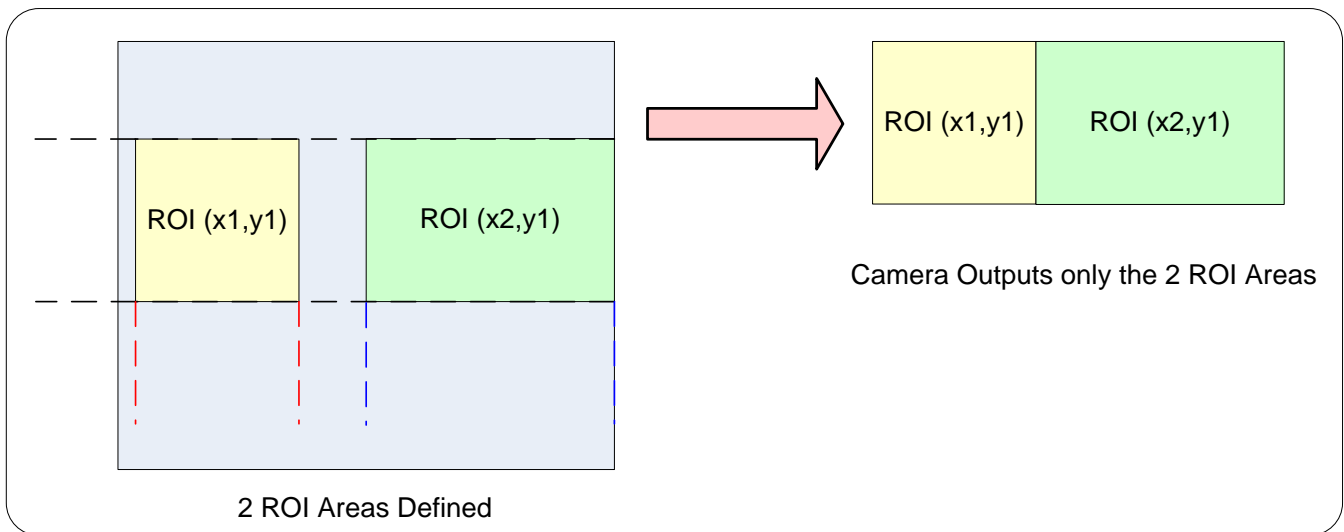 ROI (x1,y1)
ROI (x2,y1)
2 ROI Areas Defined
ROI (x1,y1)
ROI (x2,y1)
Camera Outputs only the 2 ROI Areas